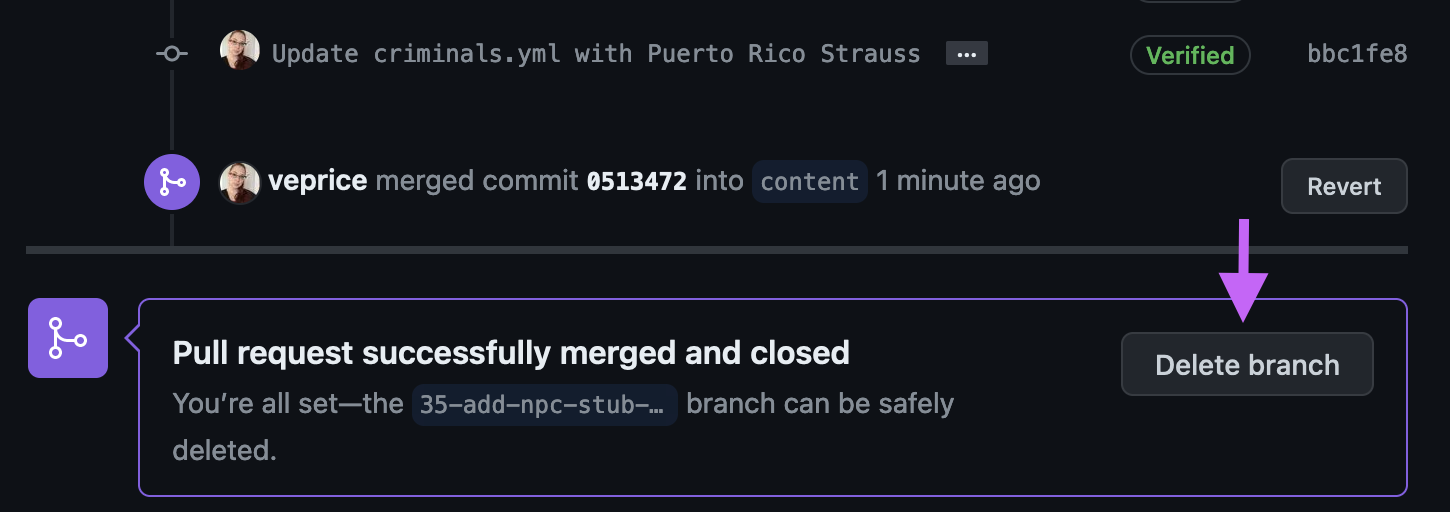 Update criminals.yml with Puerto Rico Strauss … Verified bbc1fe8
veprice merged commit 0513472 into content 1 minute ago Revert
Pull request successfully merged and closed
Delete branch
You’re all set—the 35-add-npc-stub-… branch can be safely
deleted.